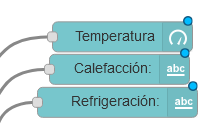 Temperatura
Calefacción: abc
Refrigeración: abc